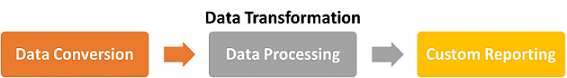 Data Transformation
Data Conversion
Data Processing
Custom Reporting